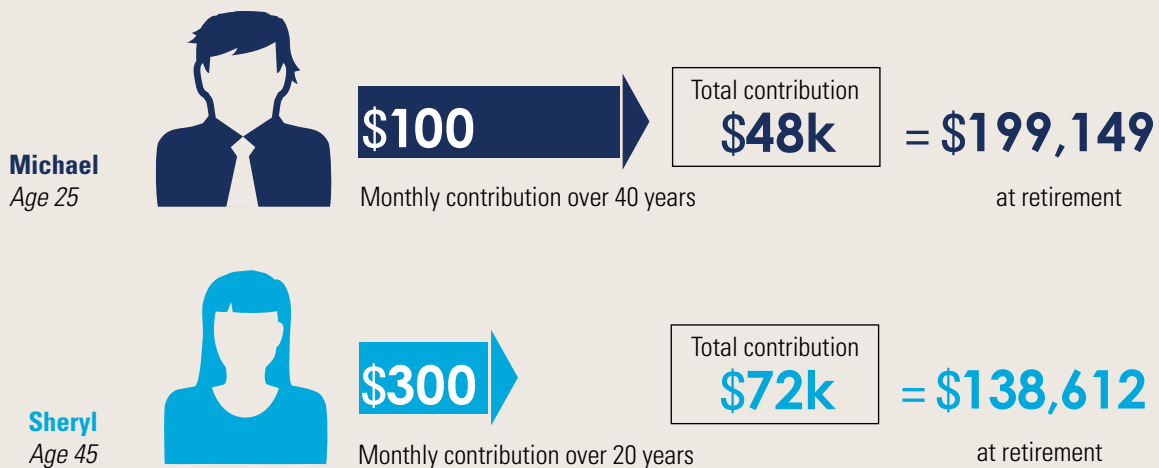 Michael
Age 25
$100
Monthly contribution over 40 years
Total contribution
$48k
= $199,149
at retirement
Sheryl
Age 45
$300
Monthly contribution over 20 years
Total contribution
$72k
= $138,612
at retirement